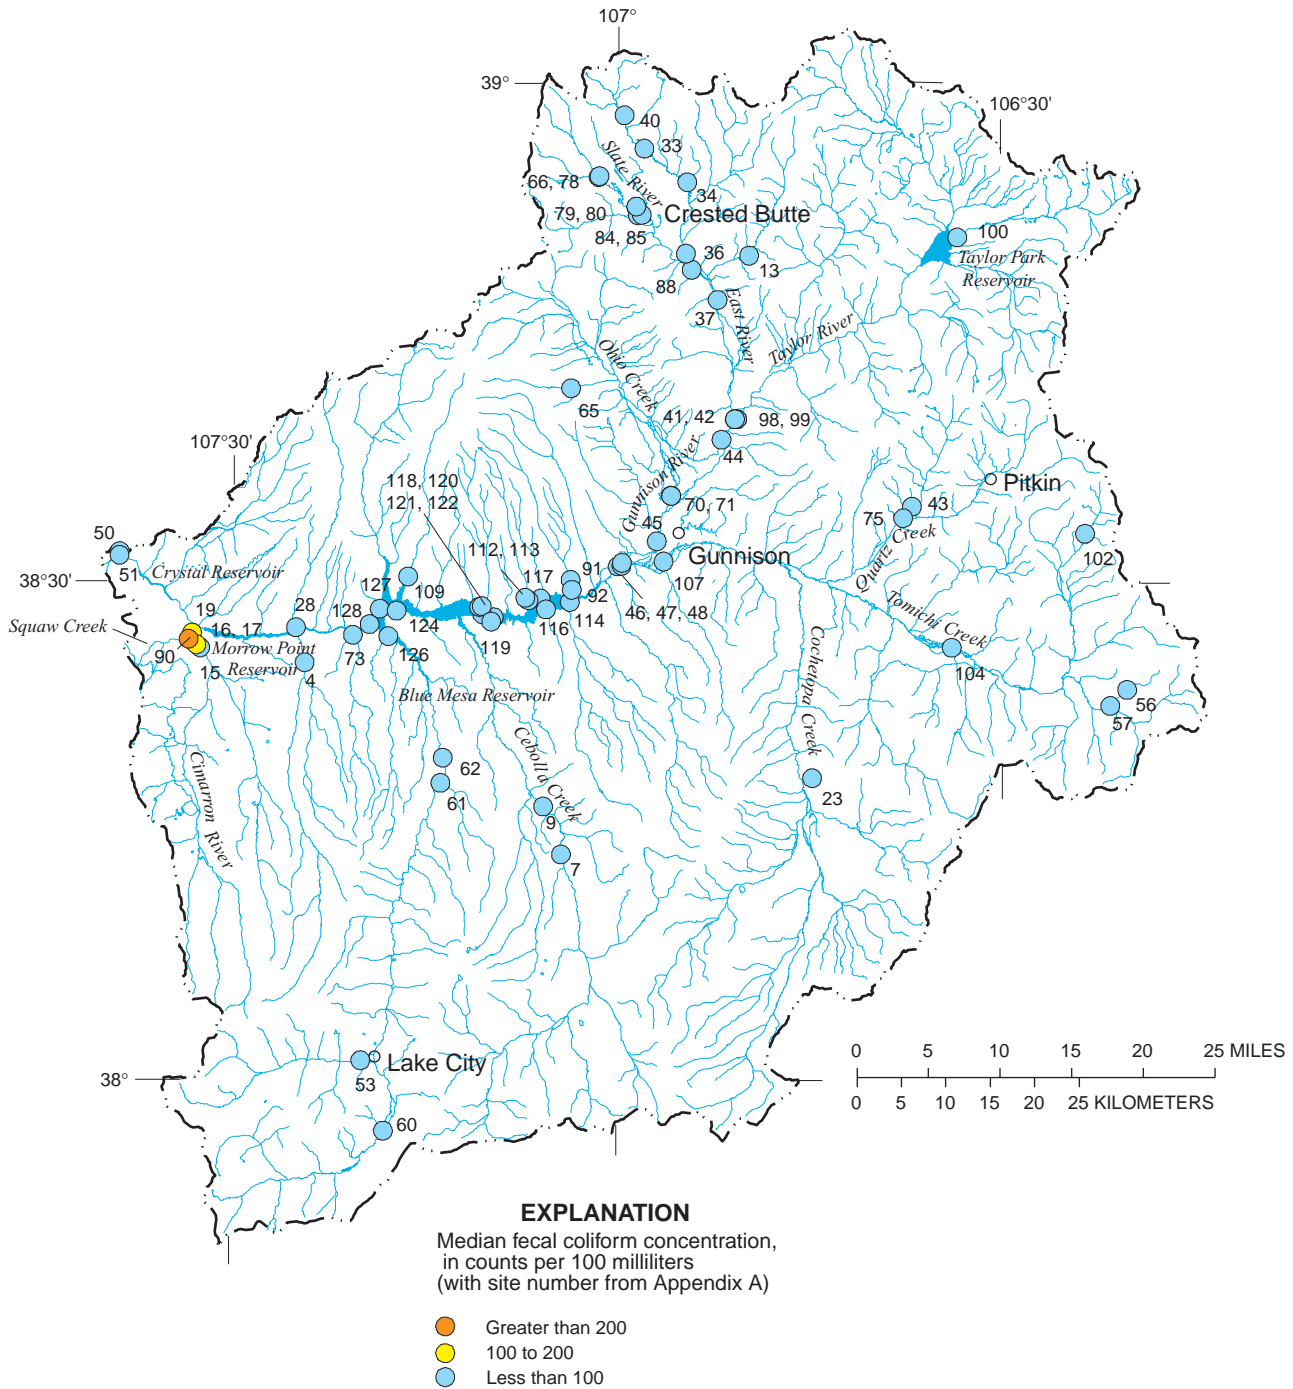 107°
39°
106°30'
40
33
Slate River
66, 78
34
79, 80
Crested Butte
84, 85
100
36
13
Taylor Park
Reservoir
88
East River
37
Taylor River
Ohio Creek
65
41, 42
98, 99
44
107°30'
Gunnison River
118, 120
121, 122
Pitkin
70, 71
43
75
45
Quartz Creek
50
112, 113
Gunnison
102
51
Crystal Reservoir
91
107
38°30'
127
109
117
92
46, 47, 48
19
28
128
114
Tomichi Creek
Squaw Creek
16, 17
124
116
Cochetopa Creek
90
Morrow Point
Reservoir
15
4
73
126
119
104
Blue Mesa Reservoir
56
57
Cebolla Creek
Cimarron River
62
61
23
9
7
Lake City
53
38°
60
0 5 10 15 20 25 MILES
0 5 10 15 20 25 KILOMETERS
EXPLANATION
Median fecal coliform concentration,
in counts per 100 milliliters
(with site number from Appendix A)
Greater than 200
100 to 200
Less than 100